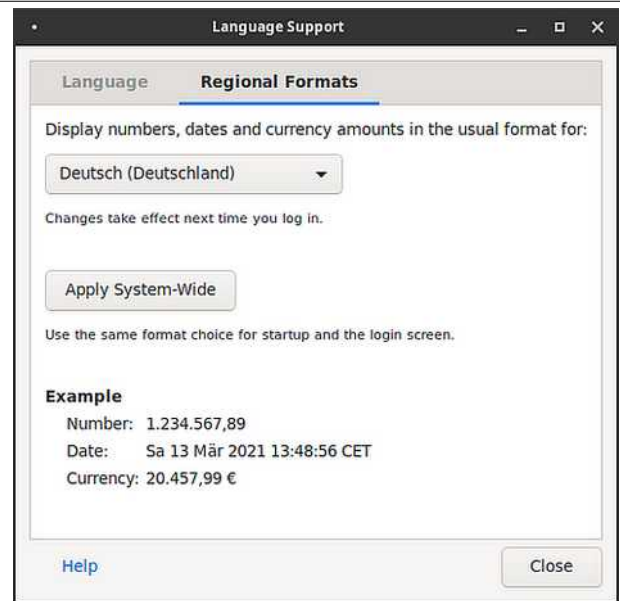 Language Support
Language Regional Formats
Display numbers, dates and currency amounts in the usual format for:
Deutsch (Deutschland)
Changes take effect next time you log in.
Apply System-Wide
Use the same format choice for startup and the login screen.
Example
Number: 1.234.567,89
Date: Sa 13 Mär 2021 13:48:56 CET
Currency: 20.457,99 €
Help Close